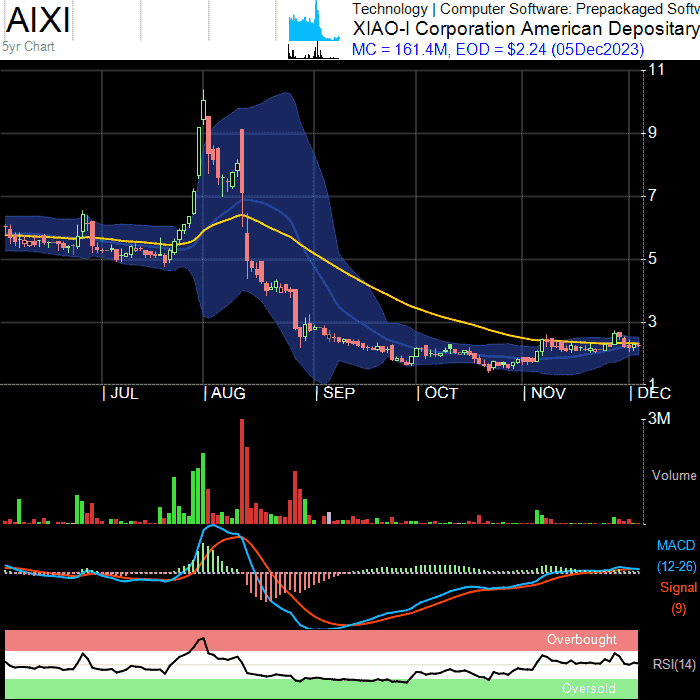 AIXI
5yr Chart
Technology | Computer Software: Prepackaged Softw
XIAO-I Corporation American Depositary
MC = 161.4M, EOD = $2.24 (05Dec2023)
11
9
7
5
3
1
JUL AUG SEP OCT NOV DEC
3M
Volume
MACD
(12-26)
Signal
(9)
Overbought
RSI(14)
Oversold